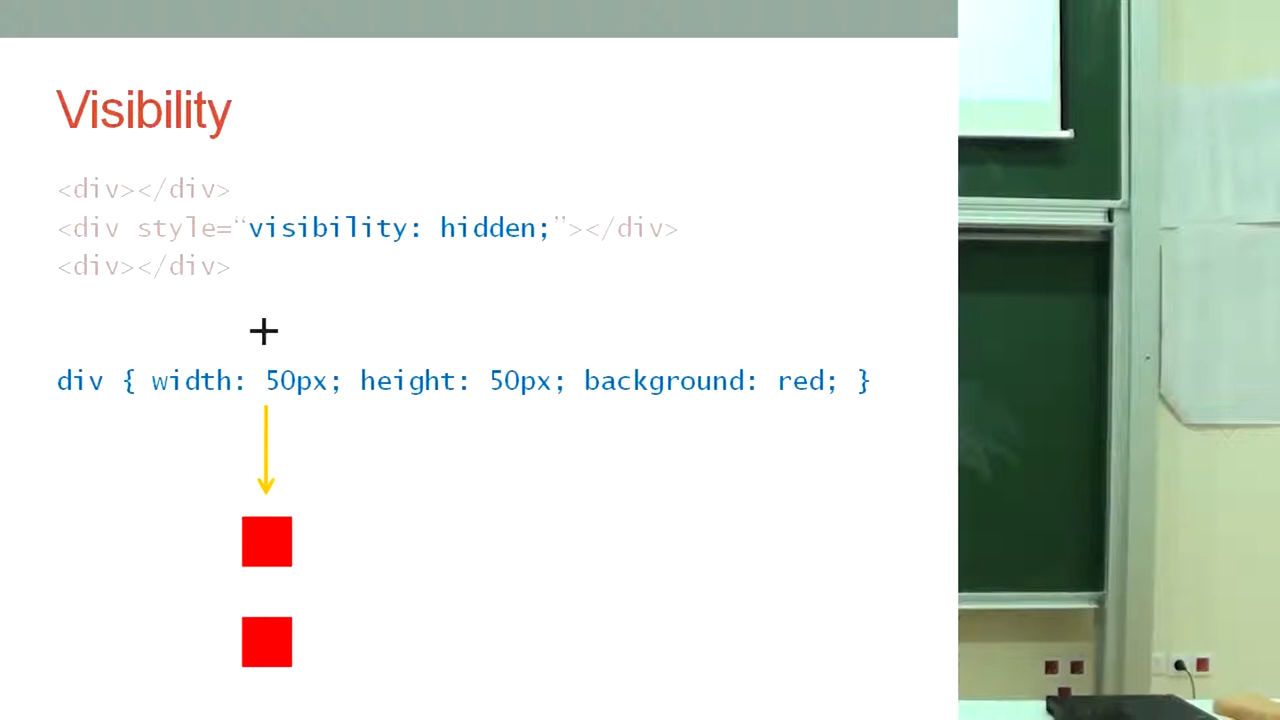 Visibility
<div></div>
<div style=“visibility: hidden;”></div>
<div></div>
+
div { width: 50px; height: 50px; background: red; }